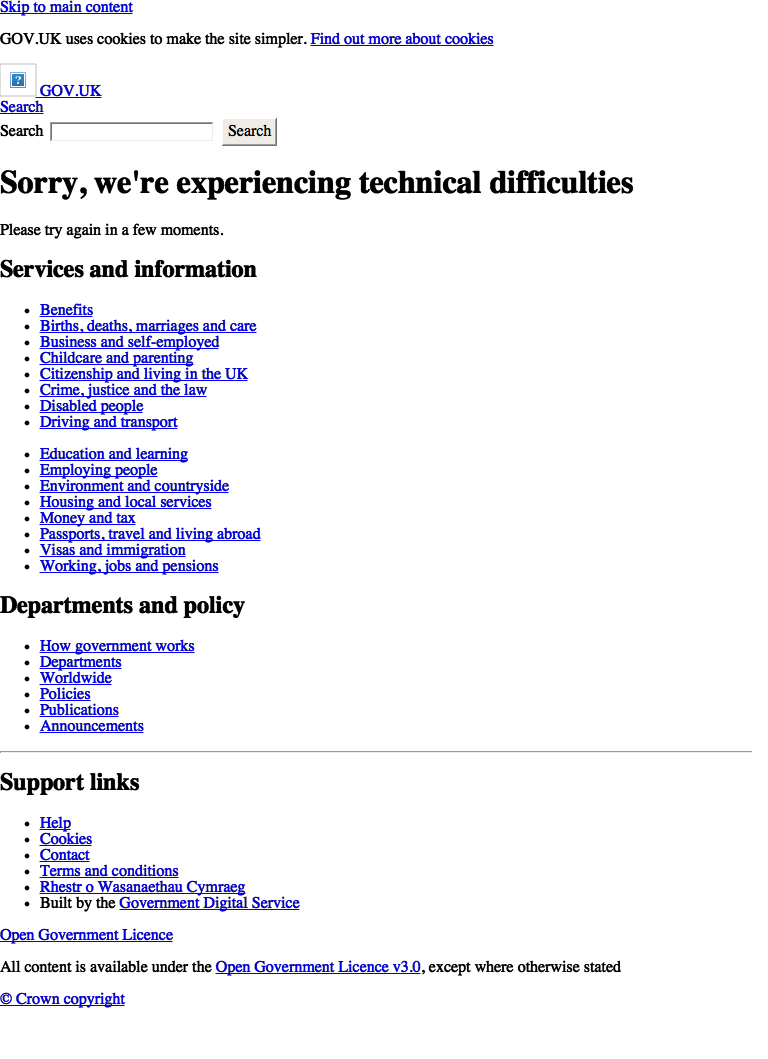 Skip to main content
GOV.UK uses cookies to make the site simpler. Find out more about cookies
GOV.UK
Search
Search Search
Sorry, we're experiencing technical difficulties
Please try again in a few moments.
Services and information
Benefits
Births, deaths, marriages and care
Business and self-employed
Childcare and parenting
Citizenship and living in the UK
Crime, justice and the law
Disabled people
Driving and transport
Education and learning
Employing people
Environment and countryside
Housing and local services
Money and tax
Passports, travel and living abroad
Visas and immigration
Working, jobs and pensions
Departments and policy
How government works
Departments
Worldwide
Policies
Publications
Announcements
Support links
Help
Cookies
Contact
Terms and conditions
Rhestr o Wasanaethau Cymraeg
Built by the Government Digital Service
Open Government Licence
All content is available under the Open Government Licence v3.0, except where otherwise stated
© Crown copyright